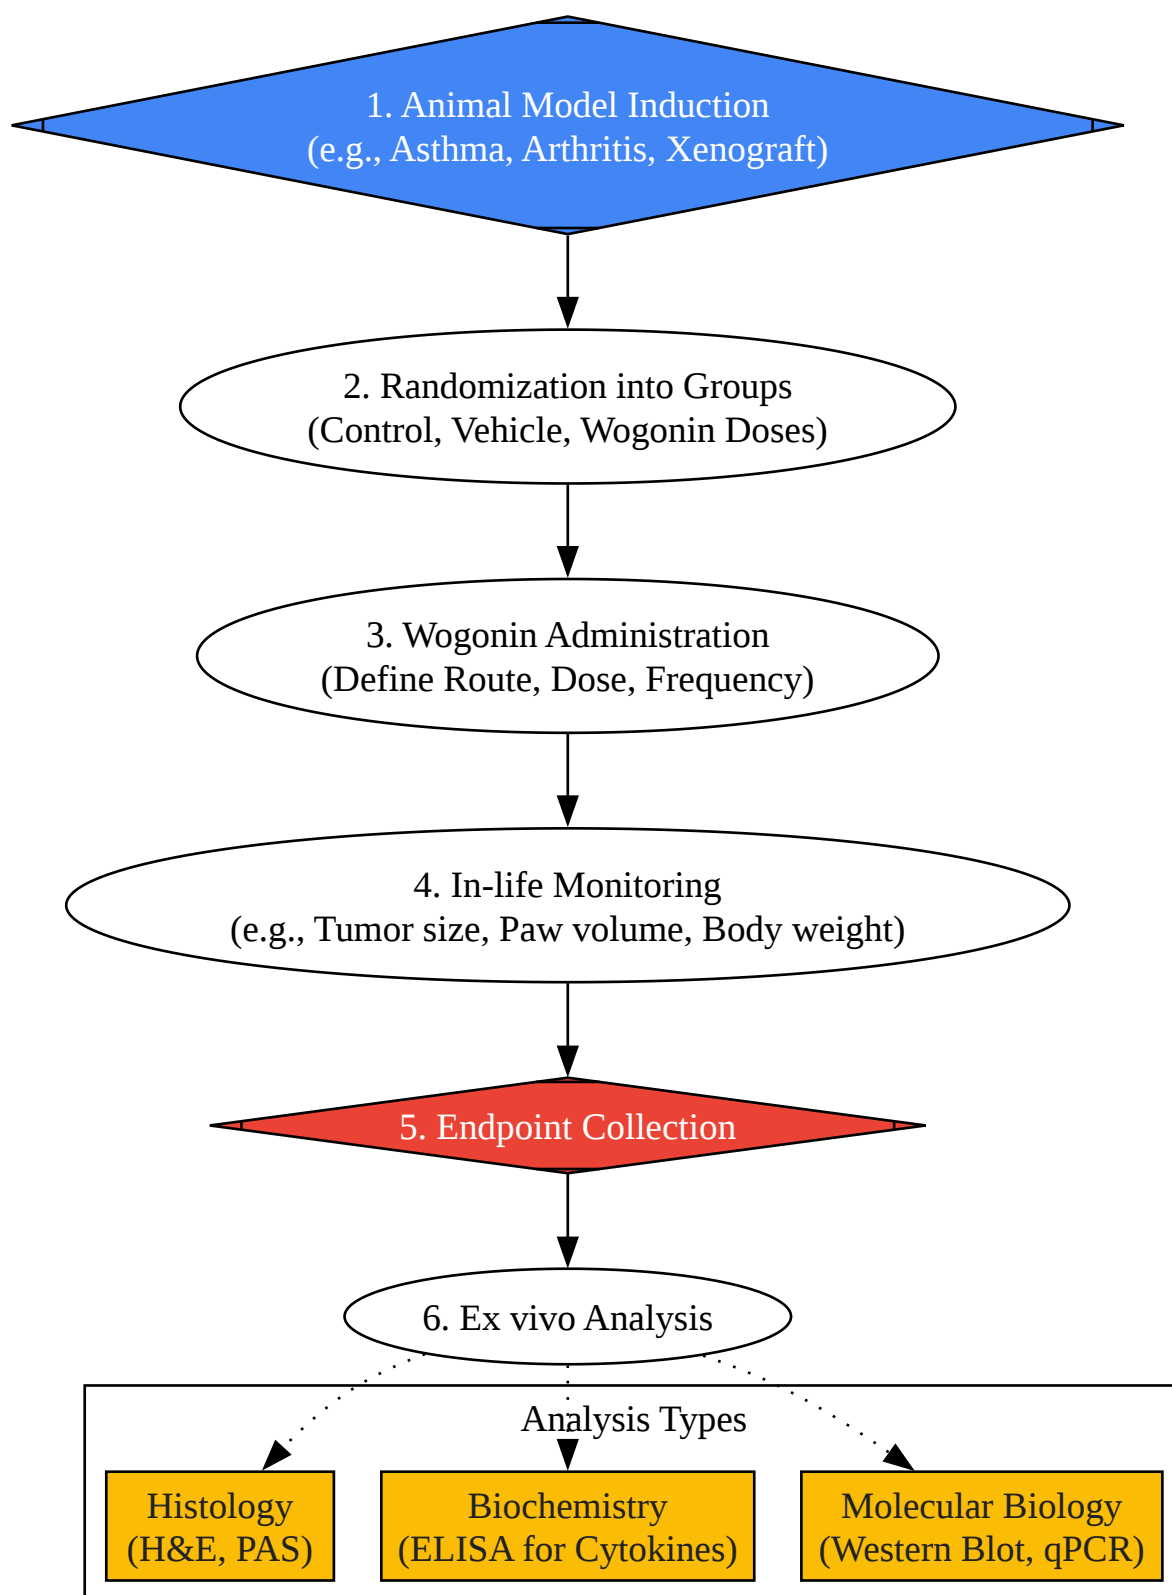 1. Animal Model Induction
(e.g., Asthma, Arthritis, Xenograft)
2. Randomization into Groups
(Control, Vehicle, Wogonin Doses)
3. Wogonin Administration
(Define Route, Dose, Frequency)
4. In-life Monitoring
(e.g., Tumor size, Paw volume, Body weight)
5. Endpoint Collection
6. Ex vivo Analysis
Analysis Types
Histology
(H&E, PAS)
Biochemistry
(ELISA for Cytokines)
Molecular Biology
(Western Blot, qPCR)